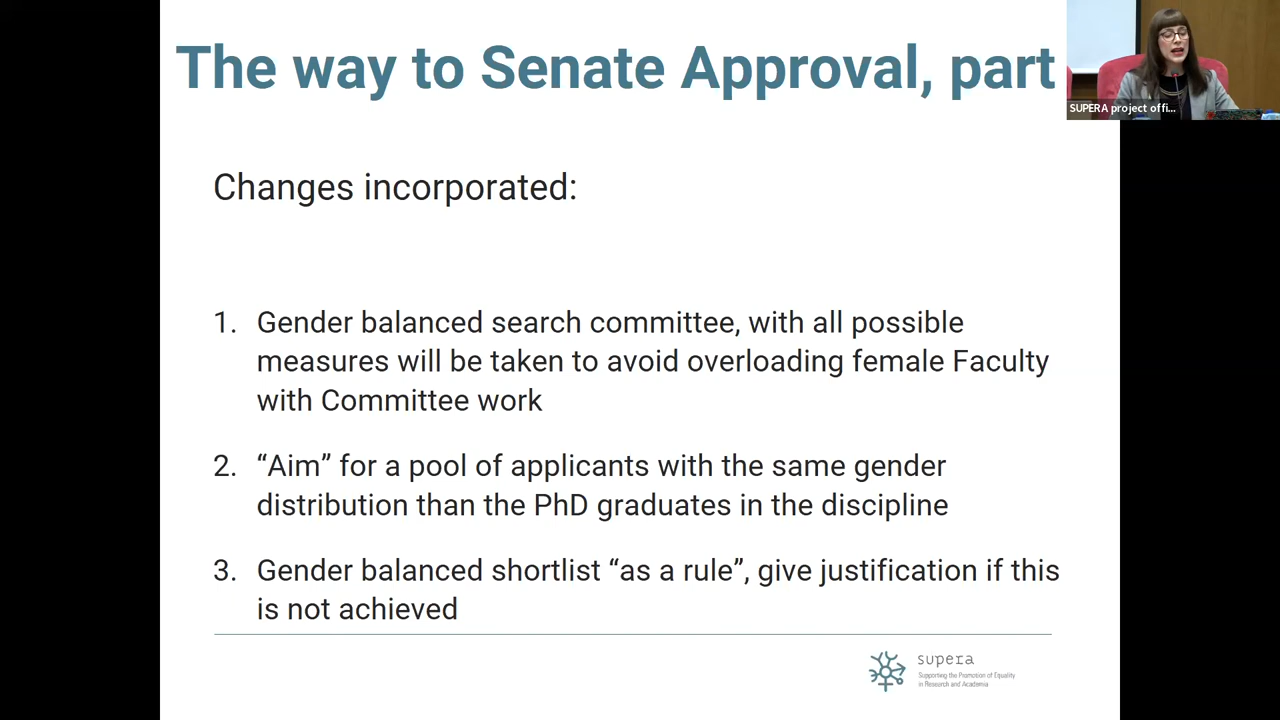 The way to Senate Approval, part
SUPERA project offi...
Changes incorporated:
1. Gender balanced search committee, with all possible
measures will be taken to avoid overloading female Faculty
with Committee work
2. “Aim” for a pool of applicants with the same gender
distribution than the PhD graduates in the discipline
3. Gender balanced shortlist “as a rule”, give justification if this
is not achieved
supera
Supporting the Promotion of Equality
in Research and Academia